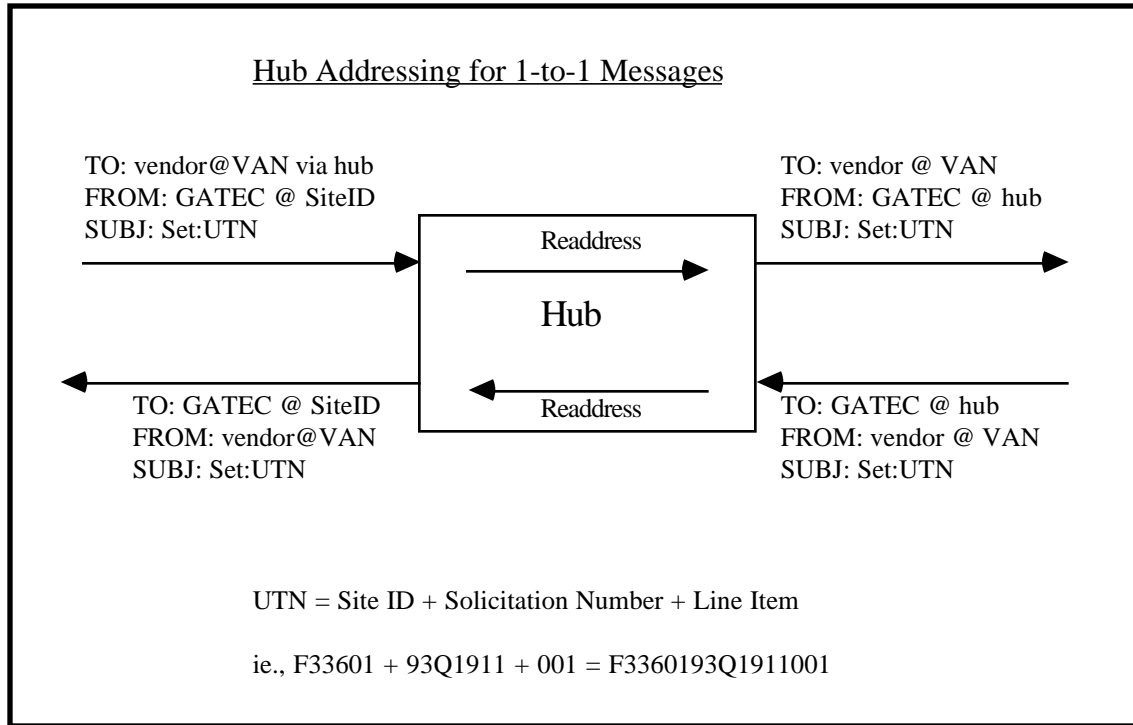 Hub Addressing for 1-to-1 Messages
TO: vendor@VAN via hub
FROM: GATEC @ SiteID
SUBJ: Set:UTN
TO: vendor @ VAN
FROM: GATEC @ hub
SUBJ: Set:UTN
Readdress
Hub
Readdress
TO: GATEC @ SiteID
FROM: vendor@VAN
SUBJ: Set:UTN
TO: GATEC @ hub
FROM: vendor @ VAN
SUBJ: Set:UTN
UTN = Site ID + Solicitation Number + Line Item
ie., F33601 + 93Q1911 + 001 = F3360193Q1911001